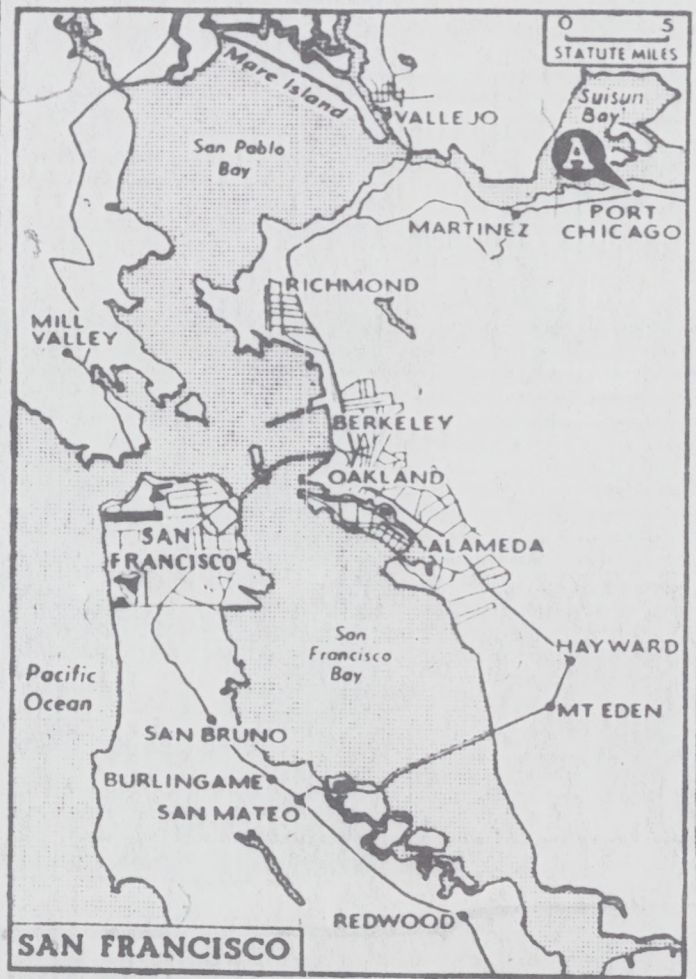 0 5
STATUTE MILES
Mare Island
VALLEJO
Suisun
Bay
San Pablo
Bay
A
MARTINEZ
PORT
CHICAGO
RICHMOND
MILL
VALLEY
BERKELEY
OAKLAND
SAN
FRANCISCO
ALAMEDA
San
Francisco
Bay
HAYWARD
Pacific
Ocean
MT EDEN
SAN BRUNO
BURLINGAME
SAN MATEO
REDWOOD
SAN FRANCISCO